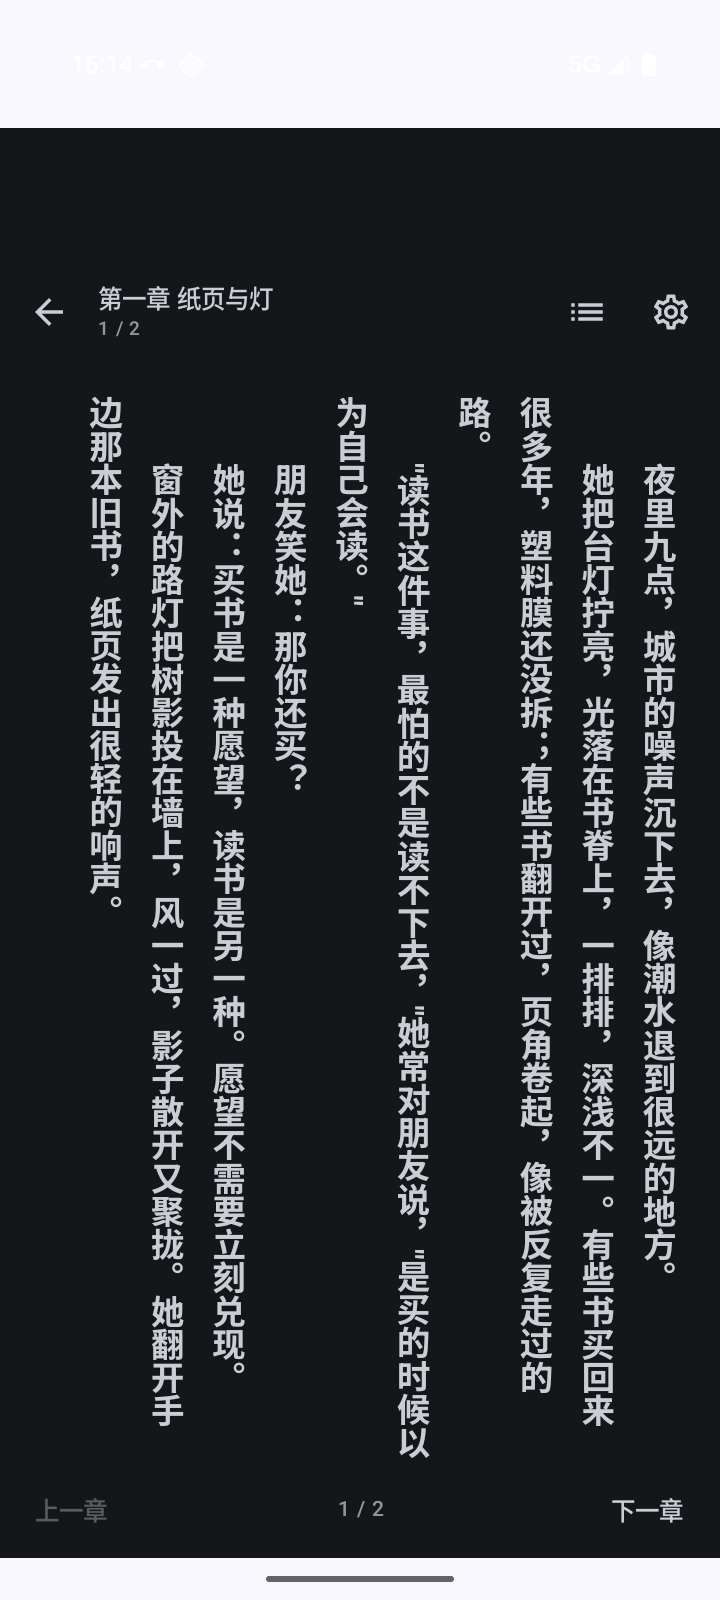 16:14
5G
第一章 纸页与灯
1 / 2
夜里九点，城市的噪声沉下去，像潮水退到很远的地方。
她把台灯拧亮，光落在书脊上，一排排，深浅不一。有些书买回来
很多年，塑料膜还没拆；有些书翻开过，页角卷起，像被反复走过的
路。
"读书这件事，最怕的不是读不下去，"她常对朋友说，"是买的时候以
为自己会读。"
朋友笑她：那你还买？
她说：买书是一种愿望，读书是另一种。愿望不需要立刻兑现。
窗外的路灯把树影投在墙上，风一过，影子散开又聚拢。她翻开手
边那本旧书，纸页发出很轻的响声。
上一章
1 / 2
下一章